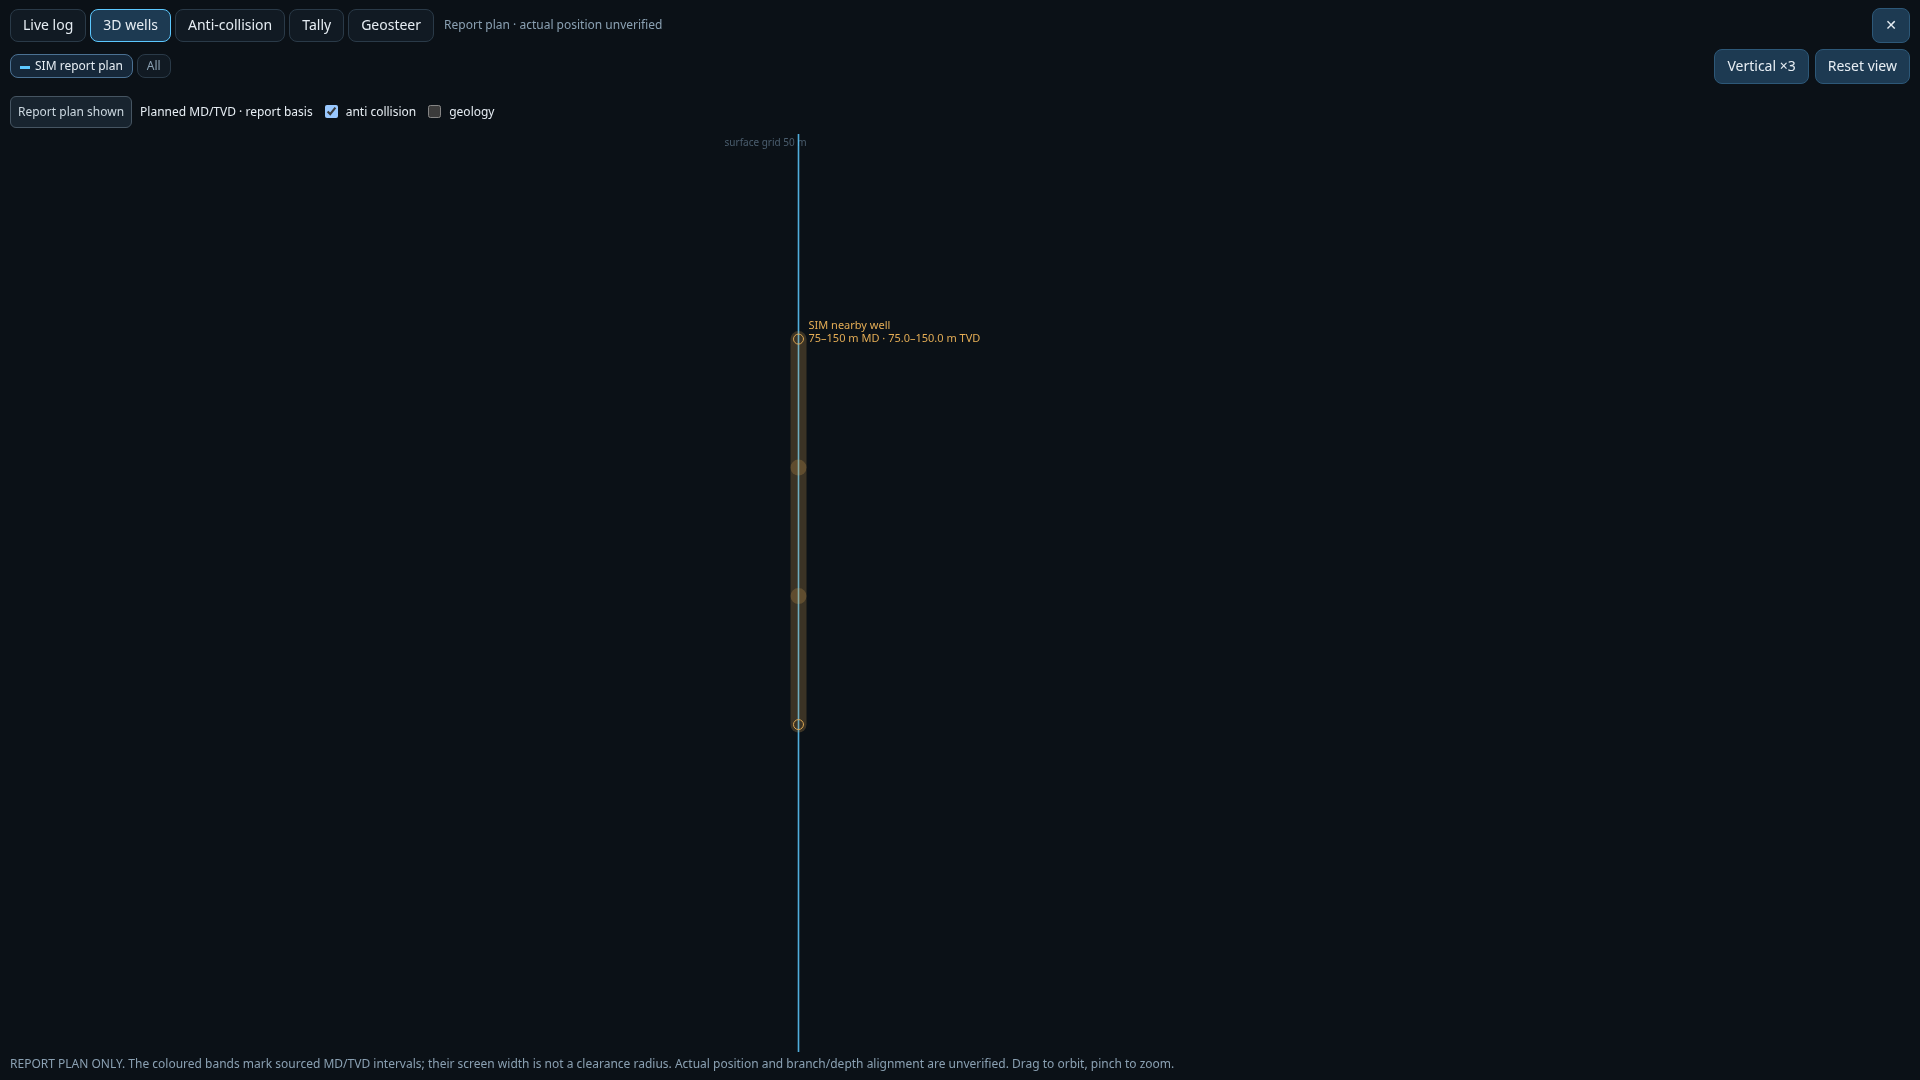 Live log 3D wells Anti-collision Tally Geosteer Report plan · actual position unverified ✕
SIM report plan All Vertical ×3 Reset view
Report plan shown Planned MD/TVD · report basis anti collision geology
surface grid 50 m
SIM nearby well
75–150 m MD · 75.0–150.0 m TVD
REPORT PLAN ONLY. The coloured bands mark sourced MD/TVD intervals; their screen width is not a clearance radius. Actual position and branch/depth alignment are unverified. Drag to orbit, pinch to zoom.